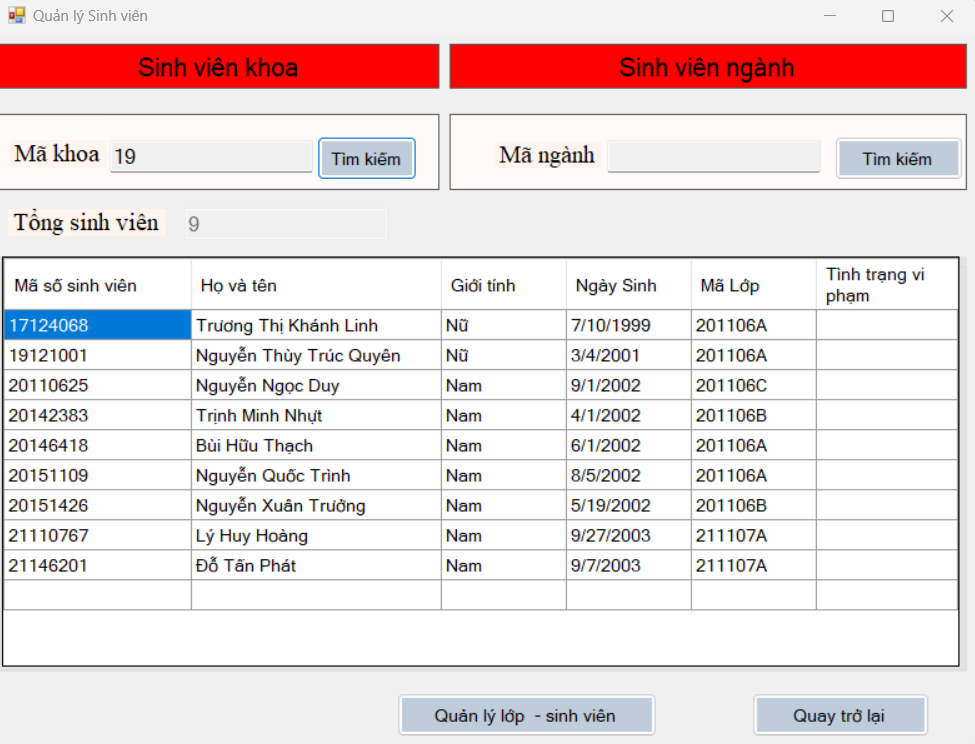 Quản lý Sinh viên
Sinh viên khoa Sinh viên ngành
Mã khoa 19 Tìm kiếm Mã ngành Tìm kiếm
Tổng sinh viên 9
Mã số sinh viên Họ và tên Giới tính Ngày Sinh Mã Lớp Tình trạng vi
phạm
17124068 Trương Thị Khánh Linh Nữ 7/10/1999 201106A
19121001 Nguyễn Thùy Trúc Quyên Nữ 3/4/2001 201106A
20110625 Nguyễn Ngọc Duy Nam 9/1/2002 201106C
20142383 Trịnh Minh Nhựt Nam 4/1/2002 201106B
20146418 Bùi Hữu Thạch Nam 6/1/2002 201106A
20151109 Nguyễn Quốc Trình Nam 8/5/2002 201106A
20151426 Nguyễn Xuân Trưởng Nam 5/19/2002 201106B
21110767 Lý Huy Hoàng Nam 9/27/2003 211107A
21146201 Đỗ Tấn Phát Nam 9/7/2003 211107A
Quản lý lớp - sinh viên Quay trở lại